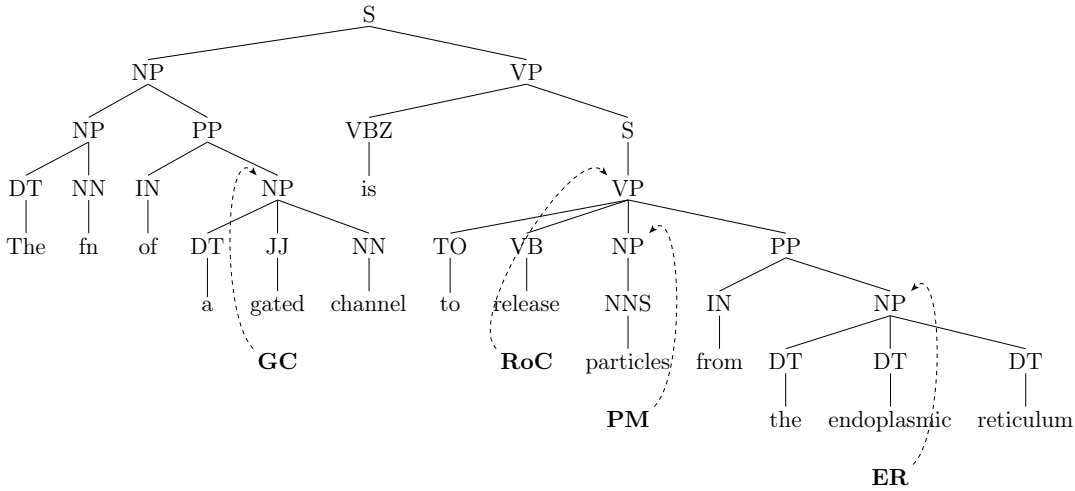 S
NP VP
NP PP VBZ S
DT NN IN NP is VP
The fn of DT JJ NN TO VB NP PP
a gated channel to release NNS IN NP
GC RoC particles from DT DT DT
PM the endoplasmic reticulum
ER